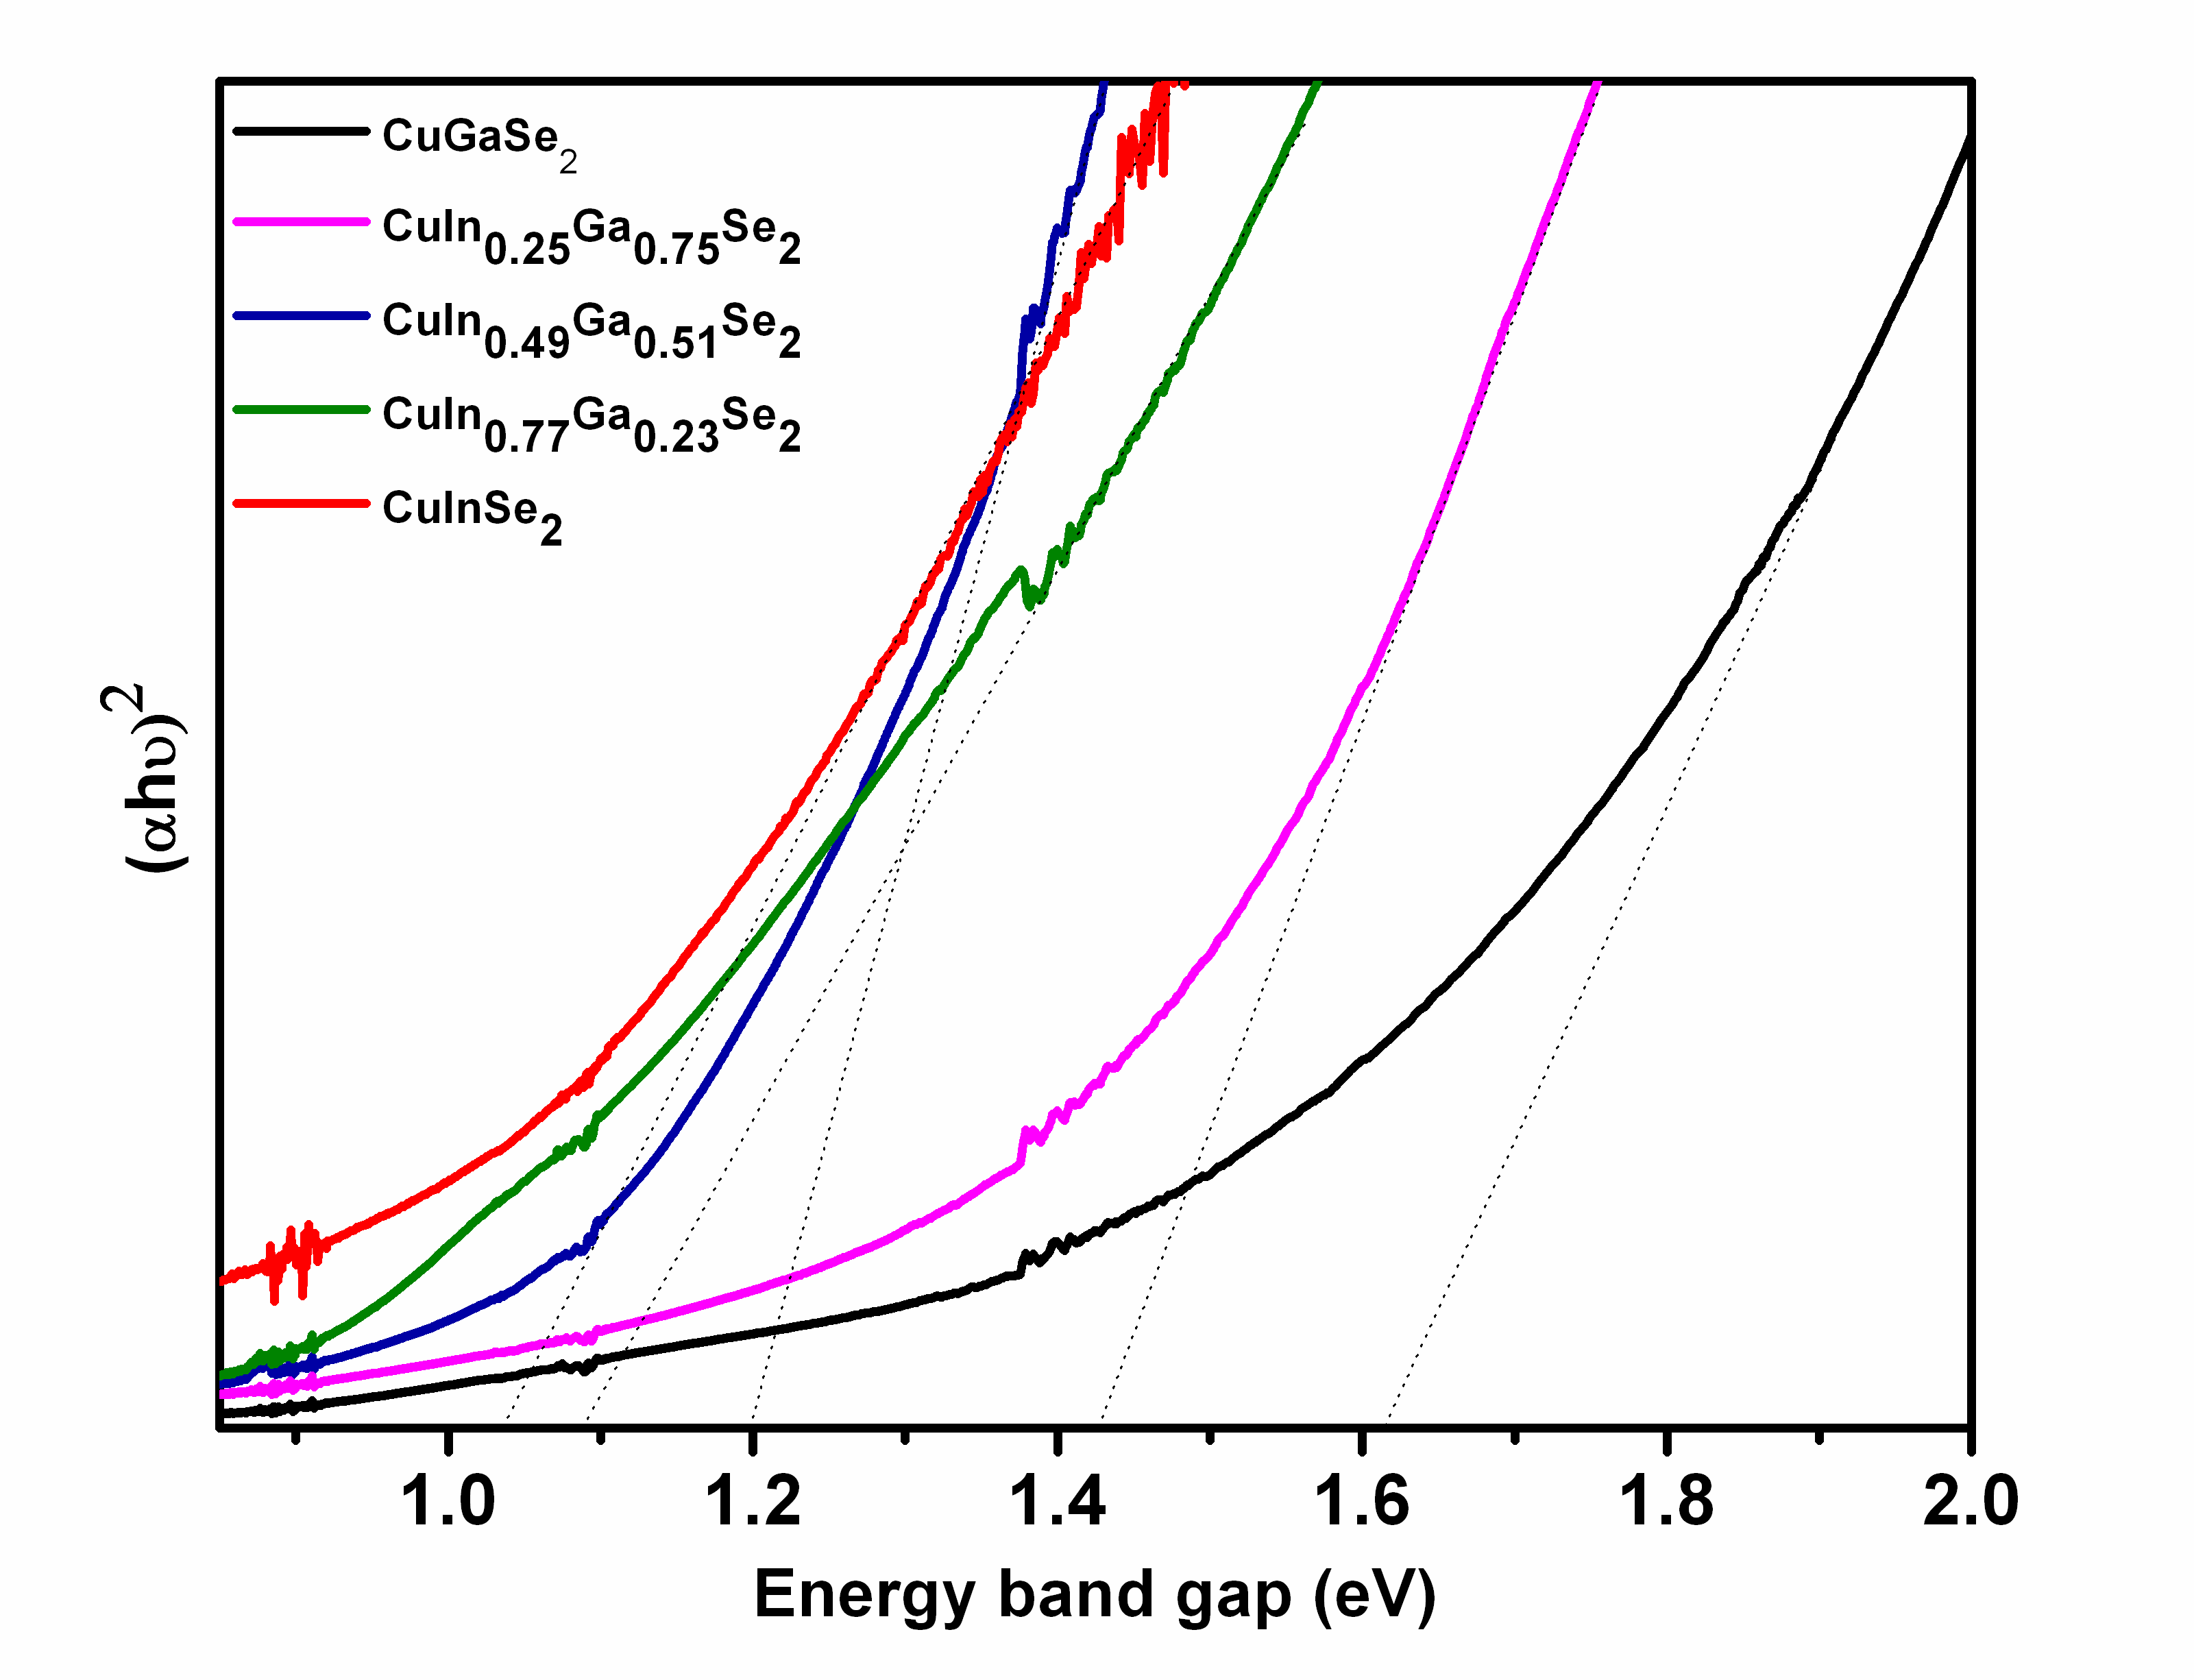 CuGaSe2
CuIn0.25Ga0.75Se2
CuIn0.49Ga0.51Se2
CuIn0.77Ga0.23Se2
CuInSe2
(αhυ)2
1.0 1.2 1.4 1.6 1.8 2.0
Energy band gap (eV)